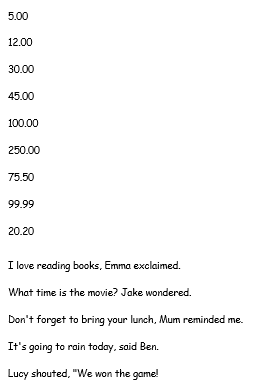 5.00
12.00
30.00
45.00
100.00
250.00
75.50
99.99
20.20
I love reading books, Emma exclaimed.
What time is the movie? Jake wondered.
Don't forget to bring your lunch, Mum reminded me.
It's going to rain today, said Ben.
Lucy shouted, "We won the game!